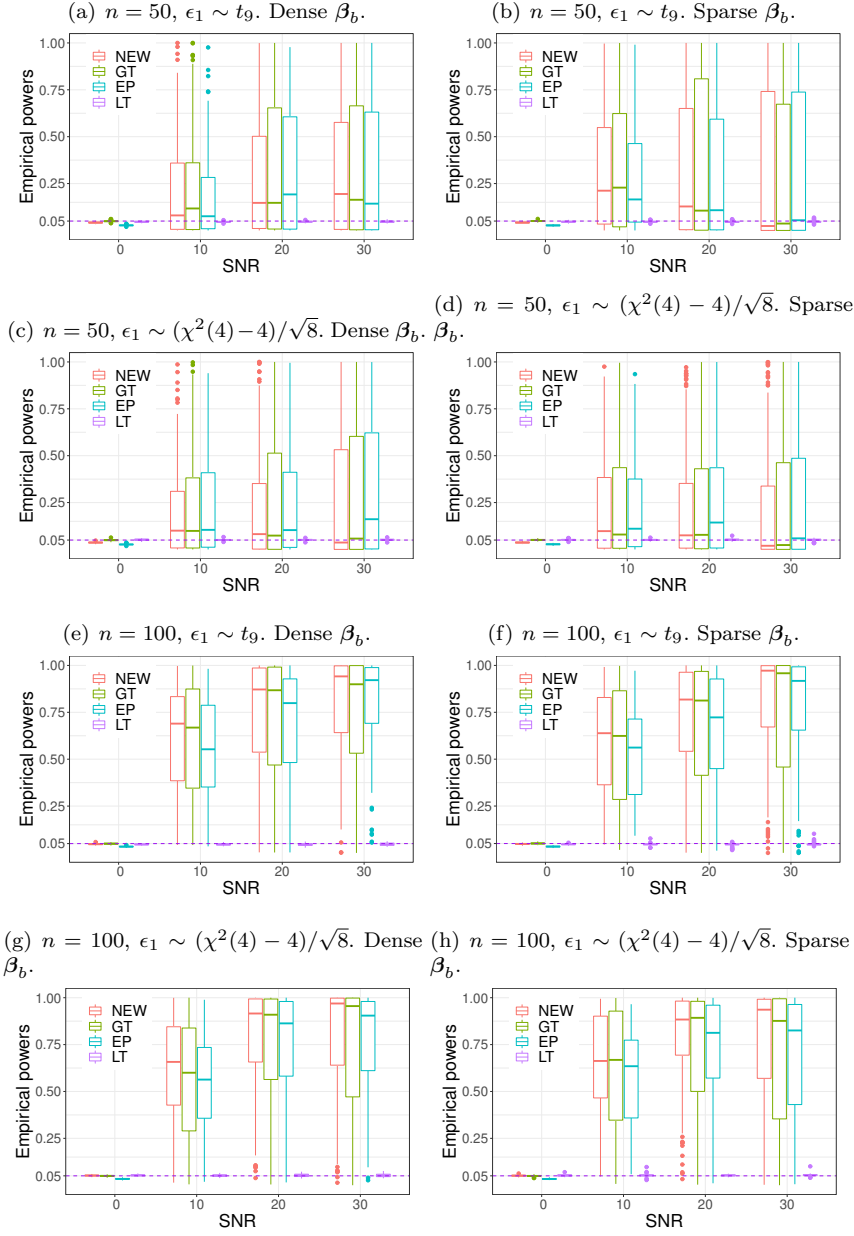 (a) n = 50, ϵ₁ ∼ t₉. Dense β_b.
1.00
0.75
0.50
0.25
0.05
Empirical powers
NEW
GT
EP
LT
0 10 20 30
SNR
(b) n = 50, ϵ₁ ∼ t₉. Sparse β_b.
1.00
0.75
0.50
0.25
0.05
Empirical powers
NEW
GT
EP
LT
0 10 20 30
SNR
(c) n = 50, ϵ₁ ∼ (χ²(4)−4)/√8. Dense β_b.
1.00
0.75
0.50
0.25
0.05
Empirical powers
NEW
GT
EP
LT
0 10 20 30
SNR
(d) n = 50, ϵ₁ ∼ (χ²(4) − 4)/√8. Sparse
β_b.
1.00
0.75
0.50
0.25
0.05
Empirical powers
NEW
GT
EP
LT
0 10 20 30
SNR
(e) n = 100, ϵ₁ ∼ t₉. Dense β_b.
1.00
0.75
0.50
0.25
0.05
Empirical powers
NEW
GT
EP
LT
0 10 20 30
SNR
(f) n = 100, ϵ₁ ∼ t₉. Sparse β_b.
1.00
0.75
0.50
0.25
0.05
Empirical powers
NEW
GT
EP
LT
0 10 20 30
SNR
(g) n = 100, ϵ₁ ∼ (χ²(4) − 4)/√8. Dense
β_b.
1.00
0.75
0.50
0.25
0.05
Empirical powers
NEW
GT
EP
LT
0 10 20 30
SNR
(h) n = 100, ϵ₁ ∼ (χ²(4) − 4)/√8. Sparse
β_b.
1.00
0.75
0.50
0.25
0.05
Empirical powers
NEW
GT
EP
LT
0 10 20 30
SNR